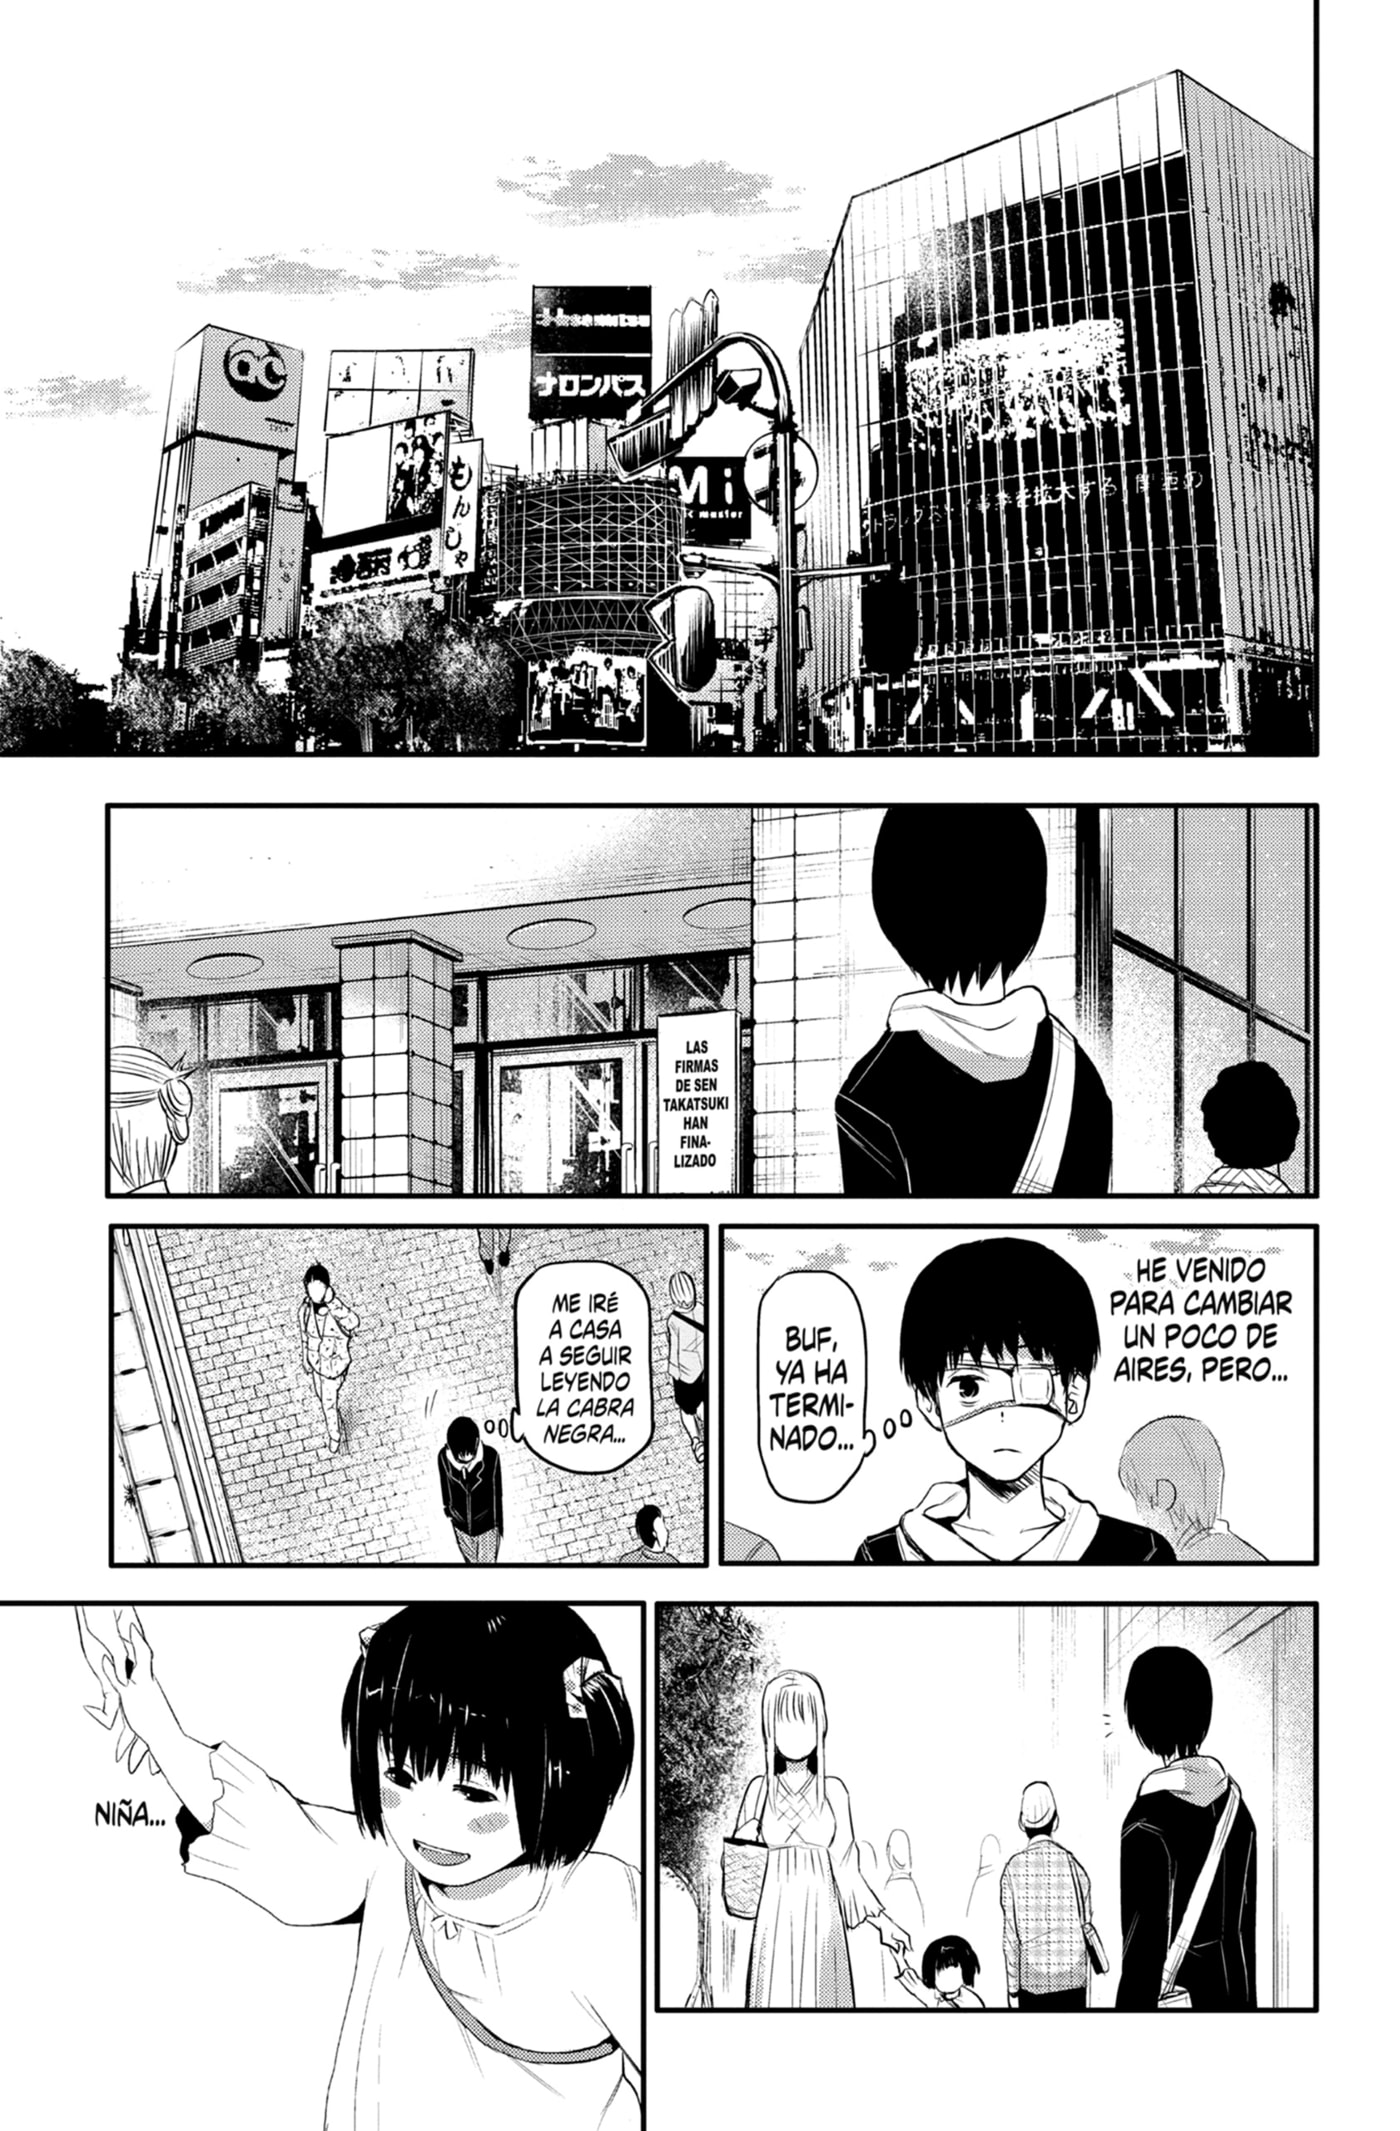 ac
ナロンパス
もんじゃ
Mi
LAS
FIRMAS
DE SEN
TAKATSUKI
HAN
FINA-
LIZADO
HE VENIDO
PARA CAMBIAR
UN POCO DE
AIRES, PERO...
BUF,
YA HA
TERMI-
NADO...
ME IRÉ
A CASA
A SEGUIR
LEYENDO
LA CABRA
NEGRA...
NIÑA...